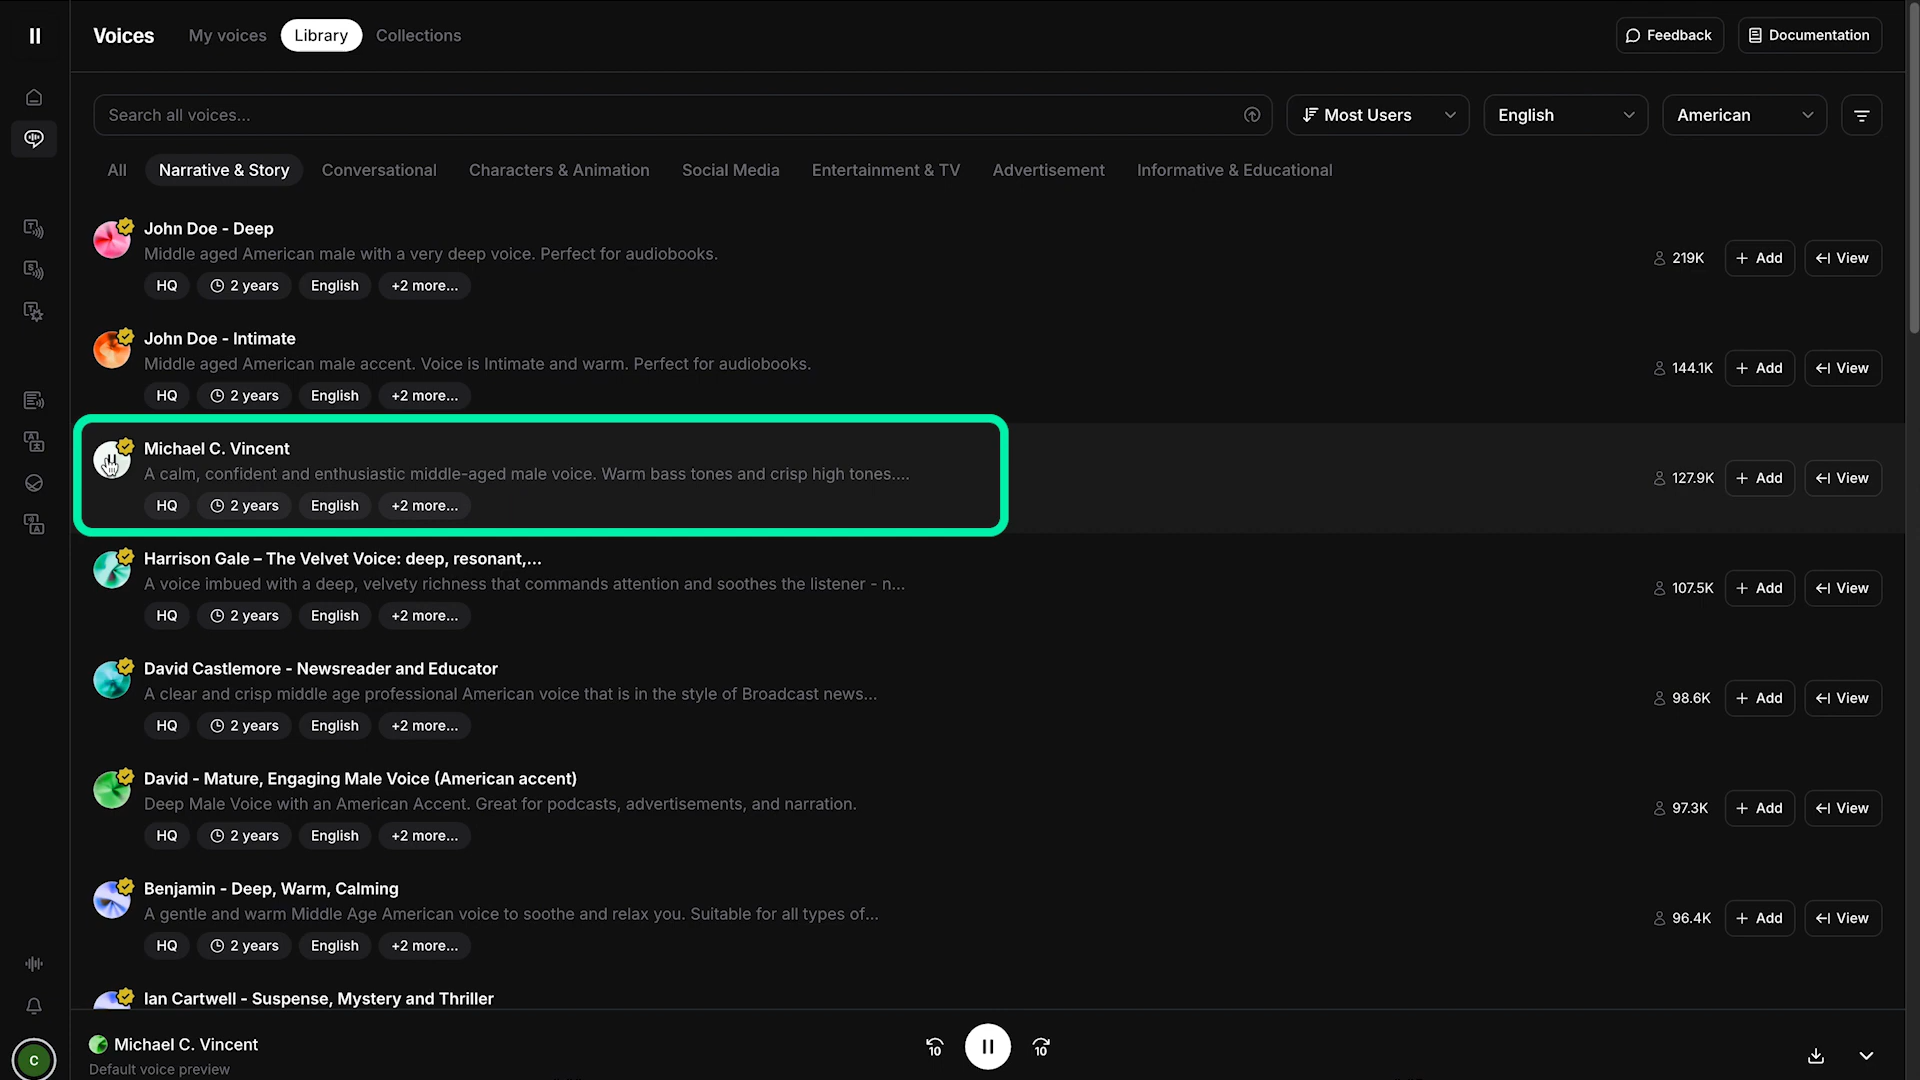 Voices My voices Library Collections Feedback Documentation
Search all voices... Most Users English American
All Narrative & Story Conversational Characters & Animation Social Media Entertainment & TV Advertisement Informative & Educational
John Doe - Deep
Middle aged American male with a very deep voice. Perfect for audiobooks.
219K + Add View
HQ 2 years English +2 more...
John Doe - Intimate
Middle aged American male accent. Voice is Intimate and warm. Perfect for audiobooks.
144.1K + Add View
HQ 2 years English +2 more...
Michael C. Vincent
A calm, confident and enthusiastic middle-aged male voice. Warm bass tones and crisp high tones....
127.9K + Add View
HQ 2 years English +2 more...
Harrison Gale – The Velvet Voice: deep, resonant,...
A voice imbued with a deep, velvety richness that commands attention and soothes the listener - n...
107.5K + Add View
HQ 2 years English +2 more...
David Castlemore - Newsreader and Educator
A clear and crisp middle age professional American voice that is in the style of Broadcast news...
98.6K + Add View
HQ 2 years English +2 more...
David - Mature, Engaging Male Voice (American accent)
Deep Male Voice with an American Accent. Great for podcasts, advertisements, and narration.
97.3K + Add View
HQ 2 years English +2 more...
Benjamin - Deep, Warm, Calming
A gentle and warm Middle Age American voice to soothe and relax you. Suitable for all types of...
96.4K + Add View
HQ 2 years English +2 more...
Ian Cartwell - Suspense, Mystery and Thriller
Michael C. Vincent
10 10
C
Default voice preview